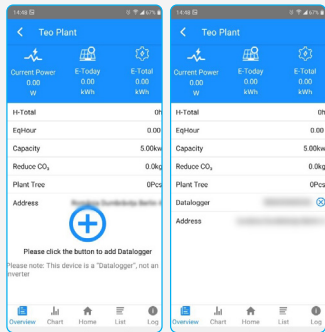 14:48
67%
Teo Plant
Current Power
0.00
W
E-Today
0.00
kWh
E-Total
0.00
kWh
H-Total 0h
EqHour 0.00
Capacity 5.00kw
Reduce CO₂ 0.0kg
Plant Tree 0Pcs
Address
Please click the button to add Datalogger
Please note: This device is a "Datalogger", not an
inverter
Overview Chart Home List Log
14:48
67%
Teo Plant
Current Power
0.00
W
E-Today
0.00
kWh
E-Total
0.00
kWh
H-Total 0h
EqHour 0.00
Capacity 5.00kw
Reduce CO₂ 0.0kg
Plant Tree 0Pcs
Datalogger
Address
Overview Chart Home List Log